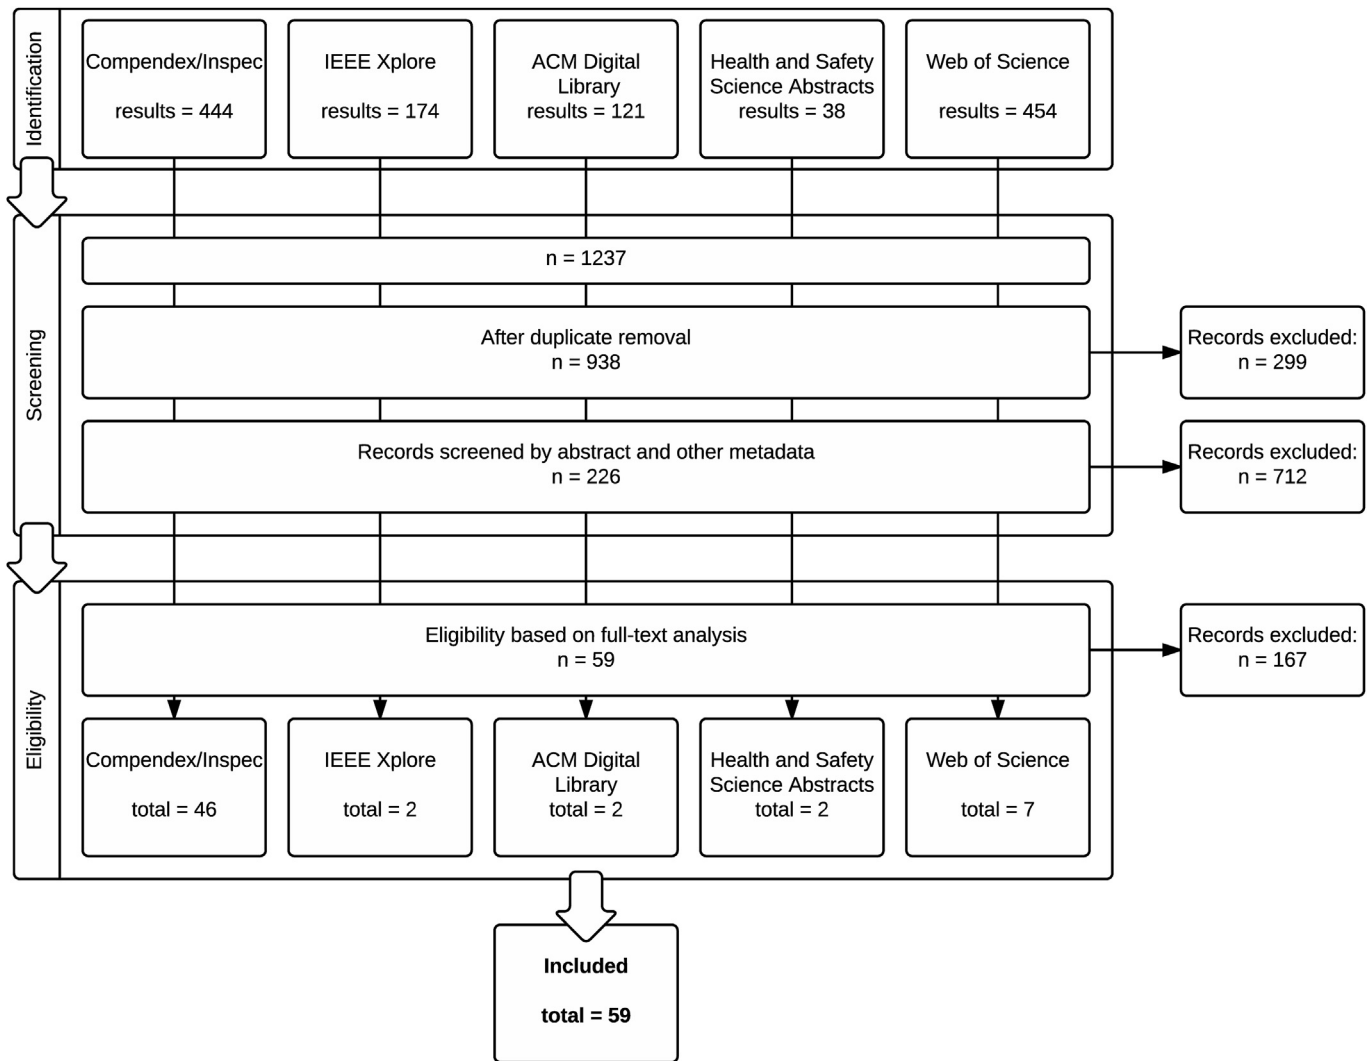 Identification
Compendex/Inspec
results = 444
IEEE Xplore
results = 174
ACM Digital
Library
results = 121
Health and Safety
Science Abstracts
results = 38
Web of Science
results = 454
Screening
n = 1237
After duplicate removal
n = 938
Records excluded:
n = 299
Records screened by abstract and other metadata
n = 226
Records excluded:
n = 712
Eligibility
Eligibility based on full-text analysis
n = 59
Records excluded:
n = 167
Compendex/Inspec
total = 46
IEEE Xplore
total = 2
ACM Digital
Library
total = 2
Health and Safety
Science Abstracts
total = 2
Web of Science
total = 7
Included
total = 59